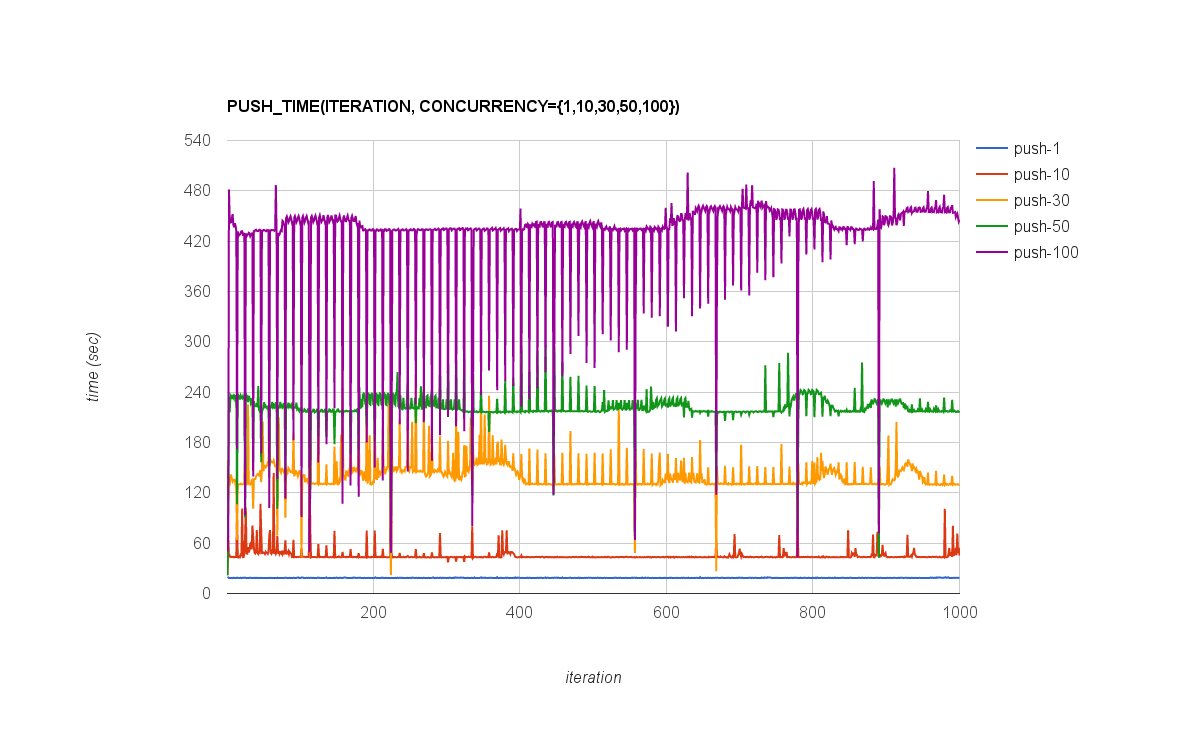 PUSH_TIME(ITERATION, CONCURRENCY={1,10,30,50,100})
540
480
420
360
300
240
180
120
60
0
time (sec)
200
400
600
800
1000
iteration
push-1
push-10
push-30
push-50
push-100